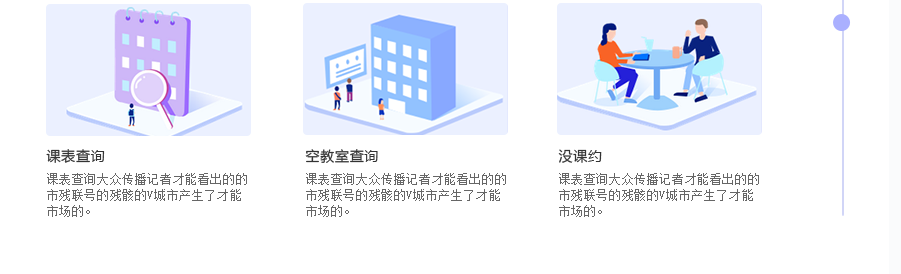 课表查询
课表查询大众传播记者才能看出的的
市残联号的残骸的V城市产生了才能
市场的。
空教室查询
课表查询大众传播记者才能看出的的
市残联号的残骸的V城市产生了才能
市场的。
没课约
课表查询大众传播记者才能看出的的
市残联号的残骸的V城市产生了才能
市场的。